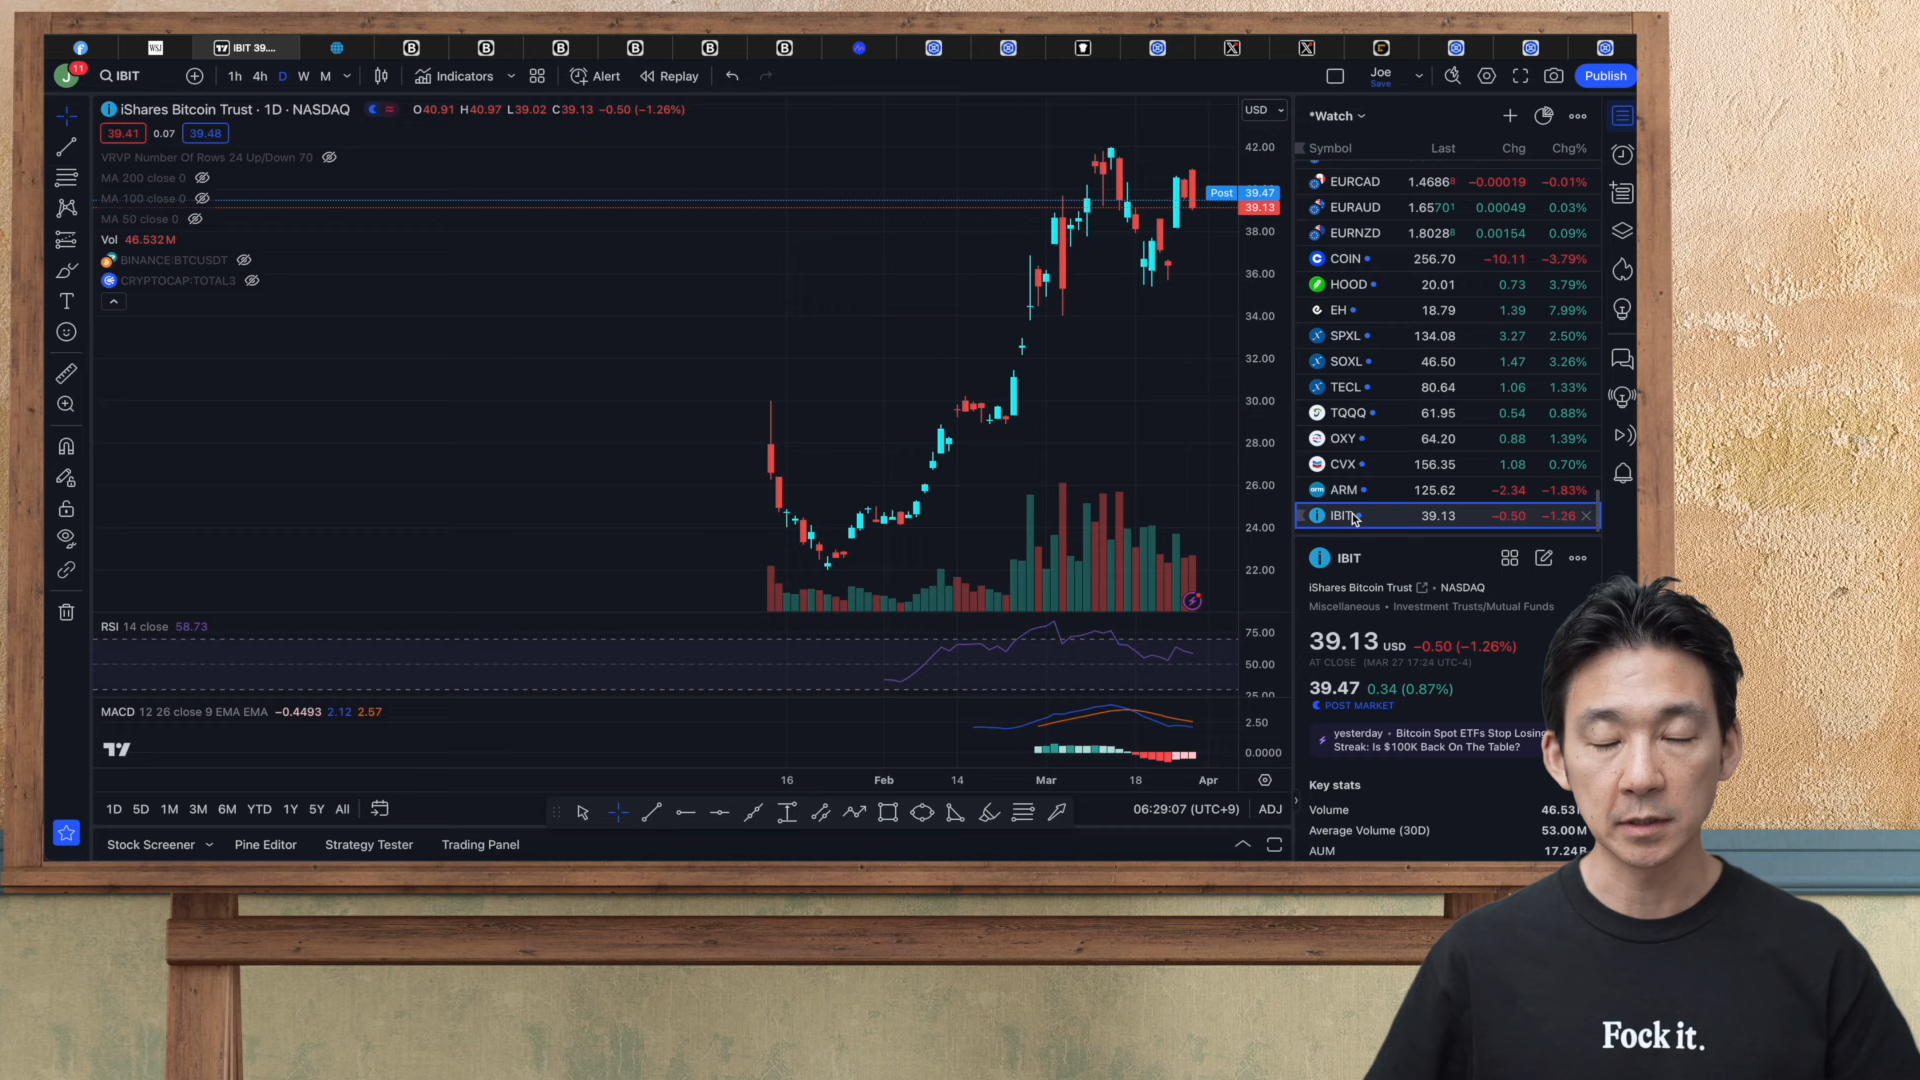 WSJ
IBIT 39....
B
B
B
B
B
B
J
11
IBIT
1h
4h
D
W
M
Indicators
Alert
Replay
Joe
Save
Publish
iShares Bitcoin Trust · 1D · NASDAQ
O40.91 H40.97 L39.02 C39.13 −0.50 (−1.26%)
39.41
0.07
39.48
VRVP Number Of Rows 24 Up/Down 70
MA 200 close 0
MA 100 close 0
MA 50 close 0
Vol 46.532M
BINANCE:BTCUSDT
CRYPTOCAP:TOTAL3
USD
42.00
Post 39.47
39.13
38.00
36.00
34.00
32.00
30.00
28.00
26.00
24.00
22.00
RSI 14 close 58.73
75.00
50.00
25.00
MACD 12 26 close 9 EMA EMA −0.4493 2.12 2.57
2.50
0.0000
16
Feb
14
Mar
18
Apr
1D 5D 1M 3M 6M YTD 1Y 5Y All
06:29:07 (UTC+9)
ADJ
Stock Screener
Pine Editor
Strategy Tester
Trading Panel
*Watch
Symbol Last Chg Chg%
EURCAD 1.46868 −0.00019 −0.01%
EURAUD 1.65701 0.00049 0.03%
EURNZD 1.80288 0.00154 0.09%
COIN 256.70 −10.11 −3.79%
HOOD 20.01 0.73 3.79%
EH 18.79 1.39 7.99%
SPXL 134.08 3.27 2.50%
SOXL 46.50 1.47 3.26%
TECL 80.64 1.06 1.33%
TQQQ 61.95 0.54 0.88%
OXY 64.20 0.88 1.39%
CVX 156.35 1.08 0.70%
arm ARM 125.62 −2.34 −1.83%
IBIT 39.13 −0.50 −1.26
IBIT
iShares Bitcoin Trust • NASDAQ
Miscellaneous • Investment Trusts/Mutual Funds
39.13 USD −0.50 (−1.26%)
AT CLOSE (MAR 27 17:24 UTC-4)
39.47 0.34 (0.87%)
POST MARKET
yesterday • Bitcoin Spot ETFs Stop Losing
Streak: Is $100K Back On The Table?
Key stats
Volume 46.53
Average Volume (30D) 53.00M
AUM 17.24B
Fock it.